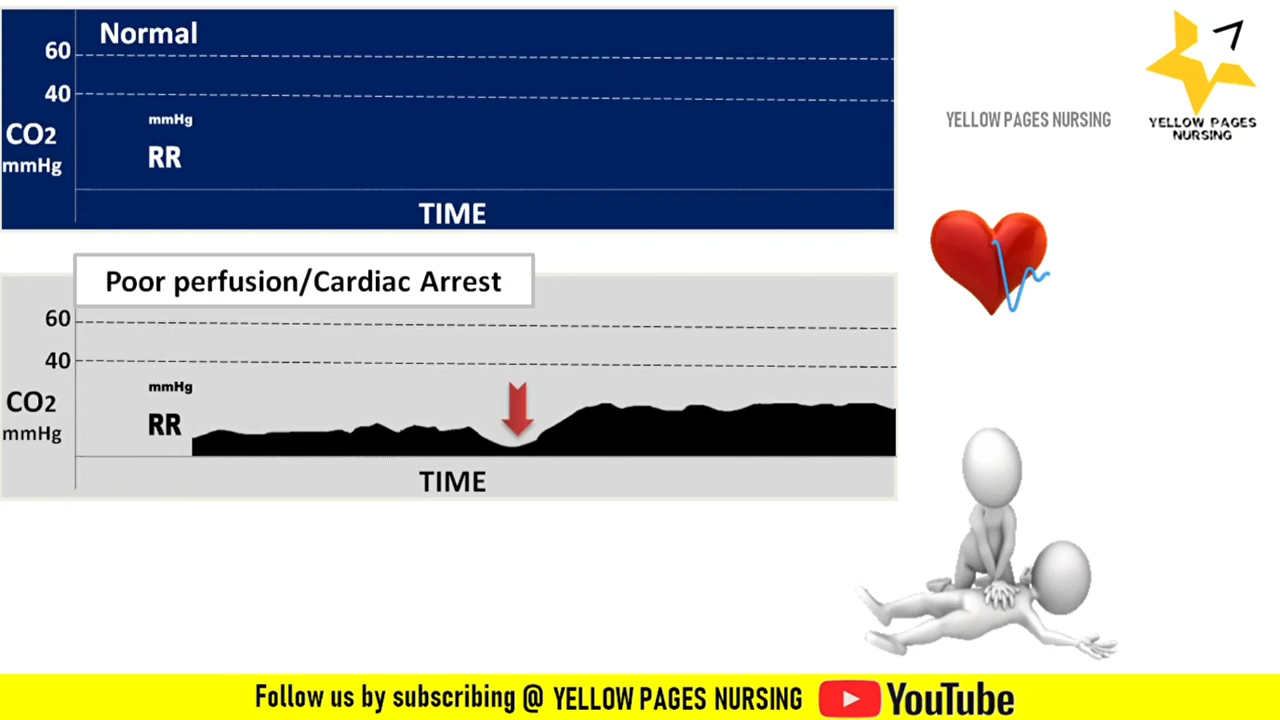 Normal
60
40
CO2
mmHg
mmHg
RR
TIME
YELLOW PAGES NURSING
YELLOW PAGES
NURSING
Poor perfusion/Cardiac Arrest
60
40
CO2
mmHg
mmHg
RR
TIME
Follow us by subscribing @ YELLOW PAGES NURSING YouTube